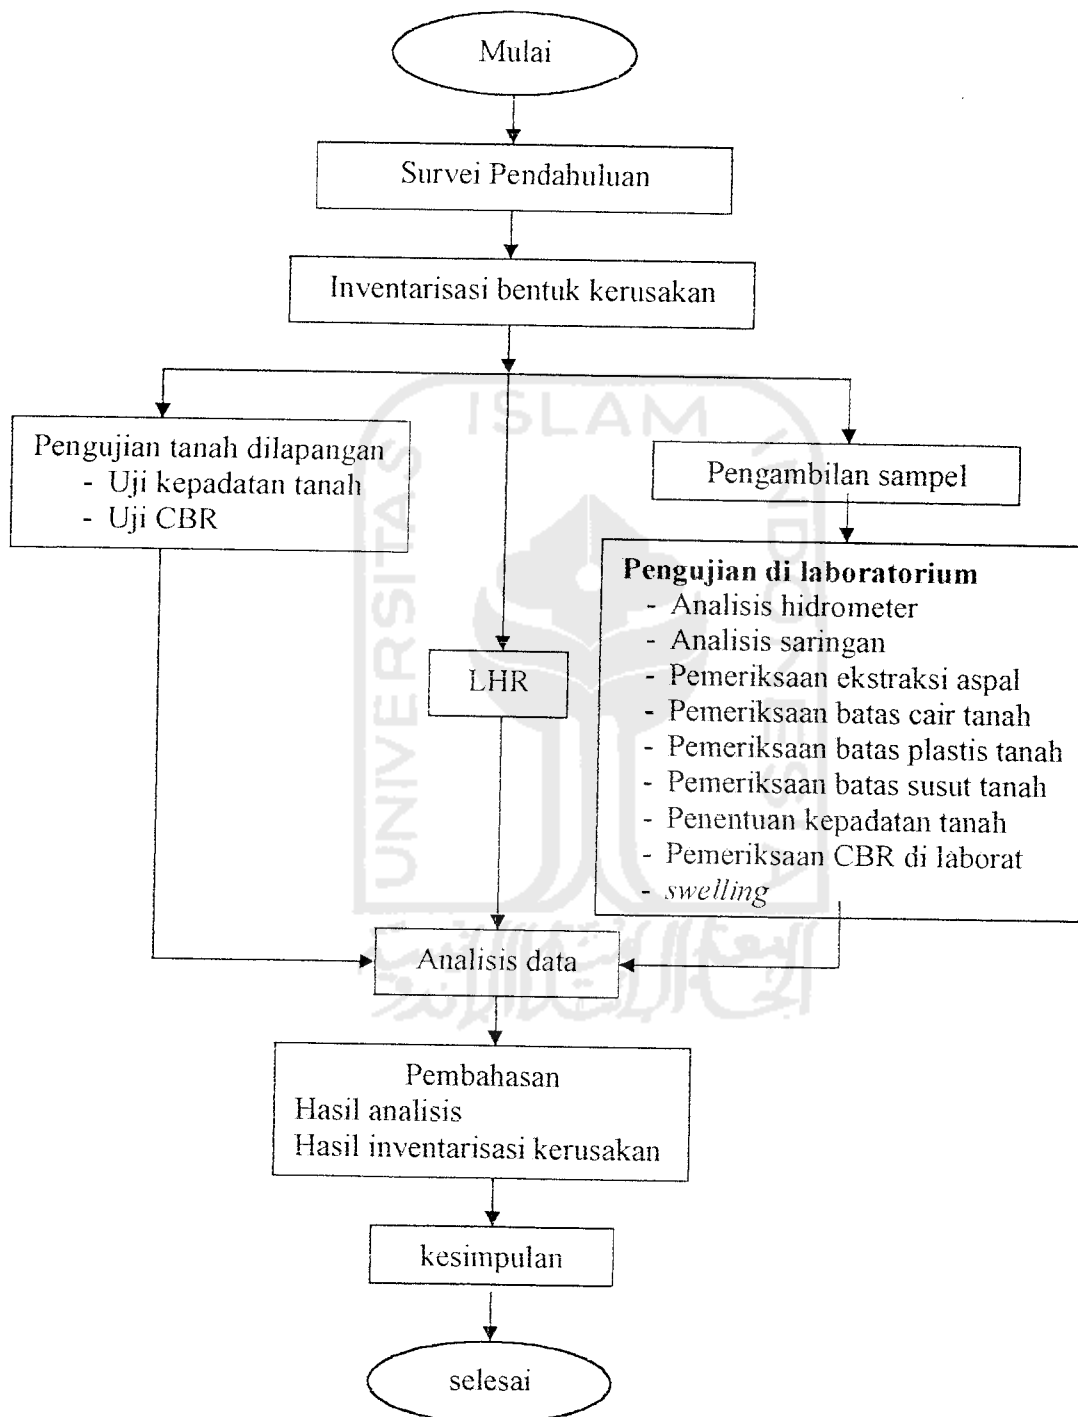 Mulai
Survei Pendahuluan
Inventarisasi bentuk kerusakan
Pengujian tanah dilapangan
- Uji kepadatan tanah
- Uji CBR
LHR
Pengambilan sampel
Pengujian di laboratorium
- Analisis hidrometer
- Analisis saringan
- Pemeriksaan ekstraksi aspal
- Pemeriksaan batas cair tanah
- Pemeriksaan batas plastis tanah
- Pemeriksaan batas susut tanah
- Penentuan kepadatan tanah
- Pemeriksaan CBR di laborat
- swelling
Analisis data
Pembahasan
Hasil analisis
Hasil inventarisasi kerusakan
kesimpulan
selesai
UNIVERSITAS
ISLAM
INDONESIA